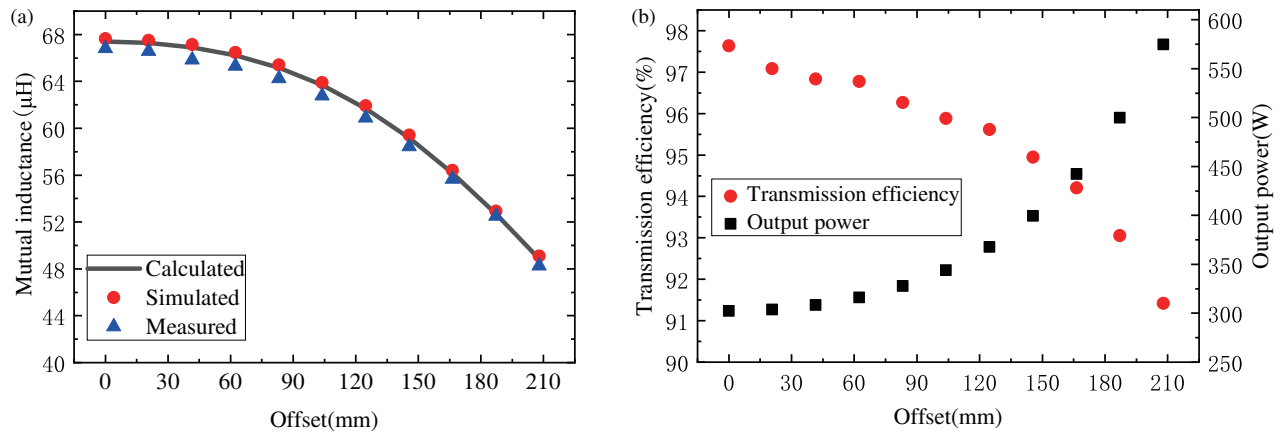 (a)
Mutual inductance (μH)
68
64
60
56
52
48
44
40
Calculated
Simulated
Measured
0 30 60 90 120 150 180 210
Offset(mm)
(b)
Transmission efficiency(%)
98
97
96
95
94
93
92
91
90
Transmission efficiency
Output power
600
550
500
450
400
350
300
250
Output power(W)
0 30 60 90 120 150 180 210
Offset(mm)